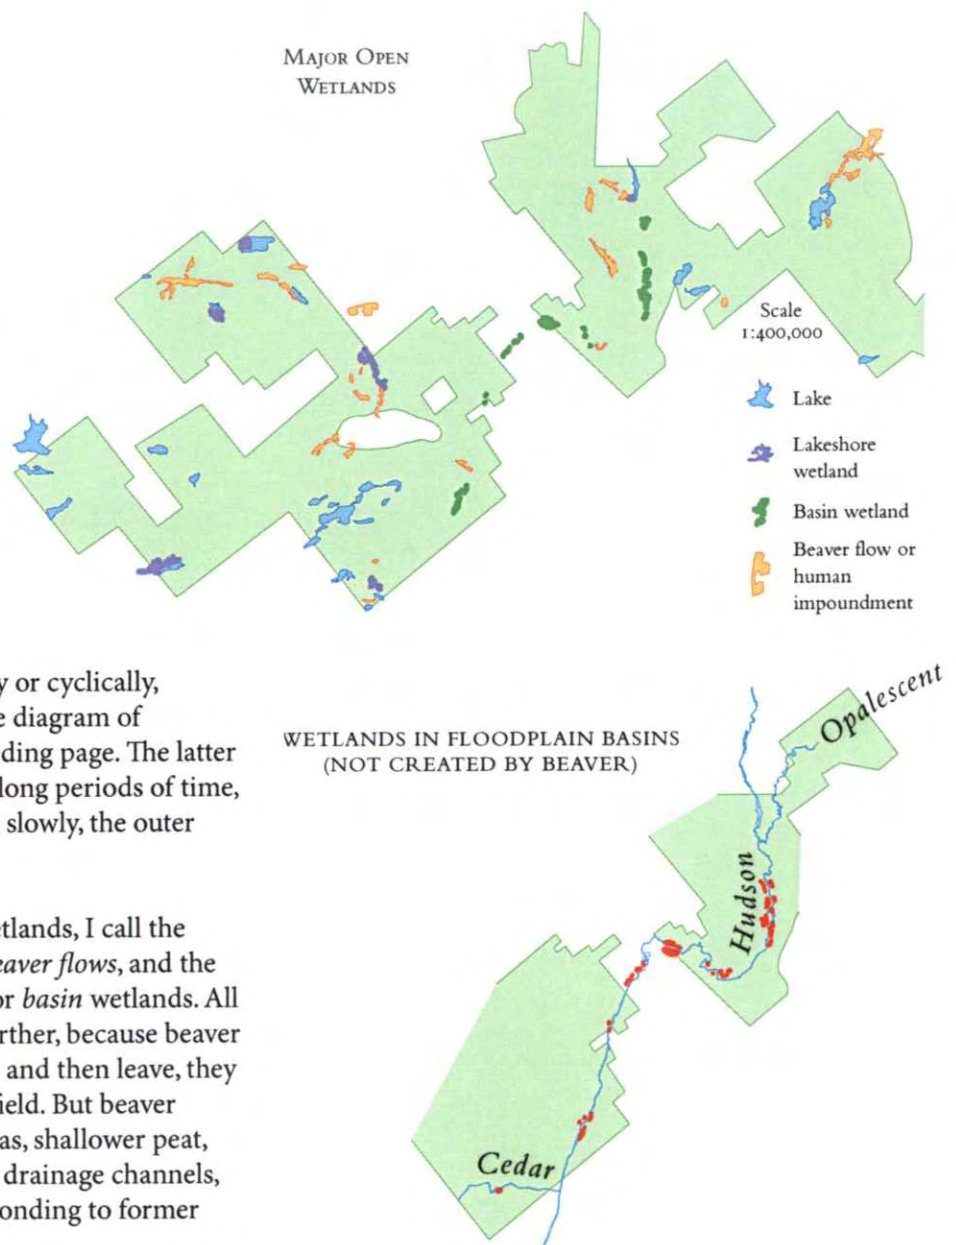 MAJOR OPEN
WETLANDS
Scale
1:400,000
Lake
Lakeshore
wetland
Basin wetland
Beaver flow or
human
impoundment
y or cyclically,
e diagram of
ding page. The latter
long periods of time,
slowly, the outer
etlands, I call the
eaver flows, and the
or basin wetlands. All
rther, because beaver
and then leave, they
ield. But beaver
as, shallower peat,
drainage channels,
onding to former
WETLANDS IN FLOODPLAIN BASINS
(NOT CREATED BY BEAVER)
Opalescent
Hudson
Cedar